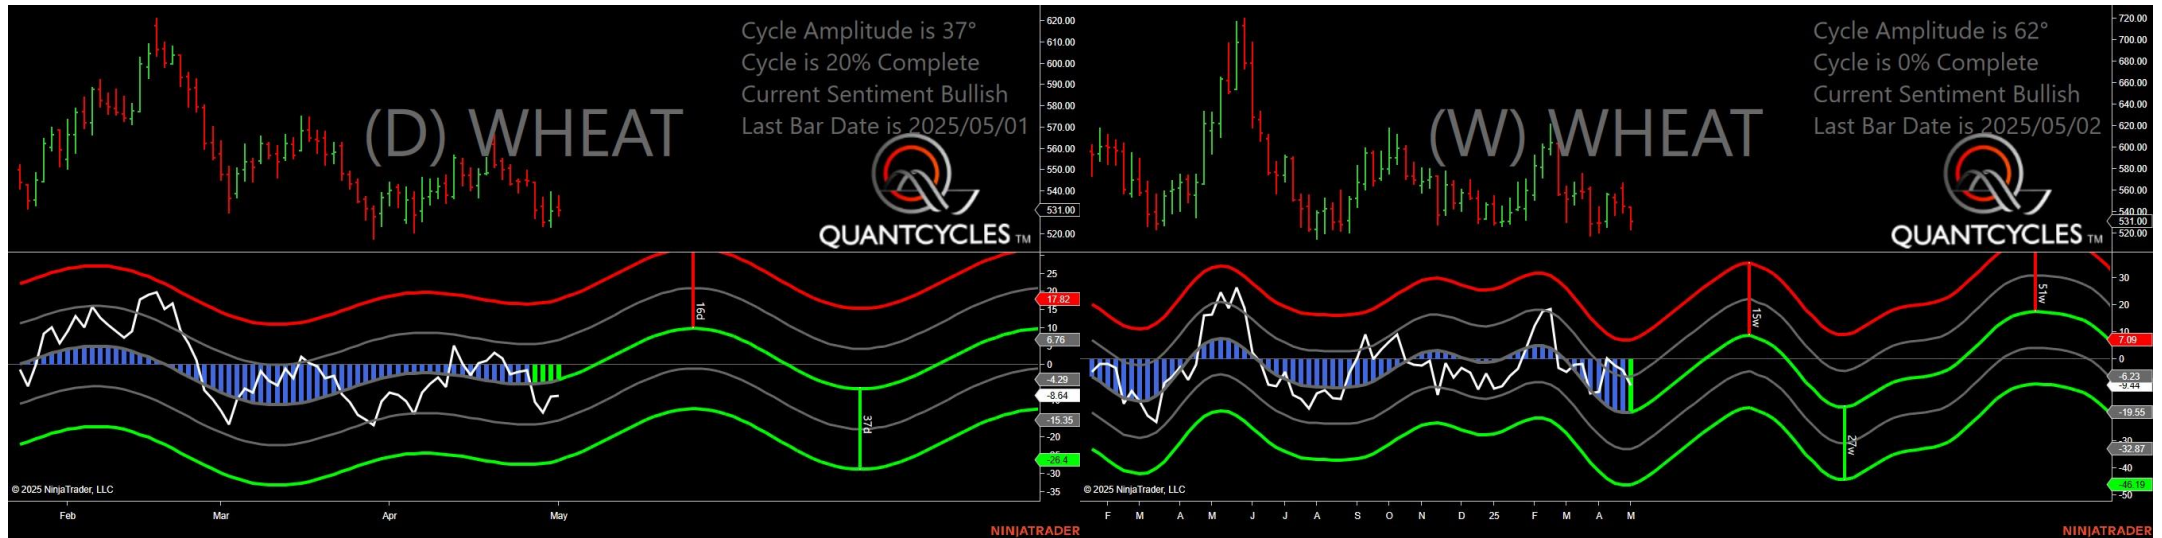 Cycle Amplitude is 37°
Cycle is 20% Complete
Current Sentiment Bullish
Last Bar Date is 2025/05/01
(D) WHEAT
QUANTCYCLES TM
620.00
610.00
600.00
590.00
580.00
570.00
560.00
550.00
540.00
531.00
520.00
25
20
17.82
15
10
6.76
5
0
-4.29
-8.64
-15.35
-20
-26.4
-30
-35
16d
37d
© 2025 NinjaTrader, LLC
Feb
Mar
Apr
May
NINJATRADER
Cycle Amplitude is 62°
Cycle is 0% Complete
Current Sentiment Bullish
Last Bar Date is 2025/05/02
(W) WHEAT
QUANTCYCLES TM
720.00
700.00
680.00
660.00
640.00
620.00
600.00
580.00
560.00
540.00
531.00
520.00
30
20
10
7.09
0
-6.23
-9.44
-19.55
-30
-32.87
-40
-46.19
-50
15w
27w
51w
© 2025 NinjaTrader, LLC
F M A M J J A S O N D 25 F M A M
NINJATRADER